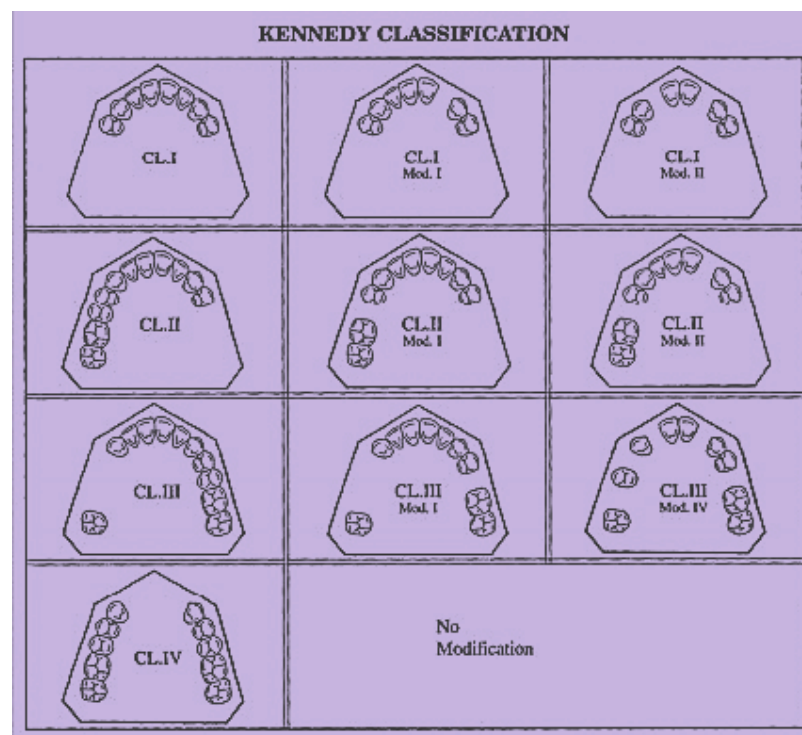 KENNEDY CLASSIFICATION
CL.I
CL.I
Mod. I
CL.I
Mod. II
CL.II
CL.II
Mod. I
CL.II
Mod. II
CL.III
CL.III
Mod. I
CL.III
Mod. IV
CL.IV
No
Modification